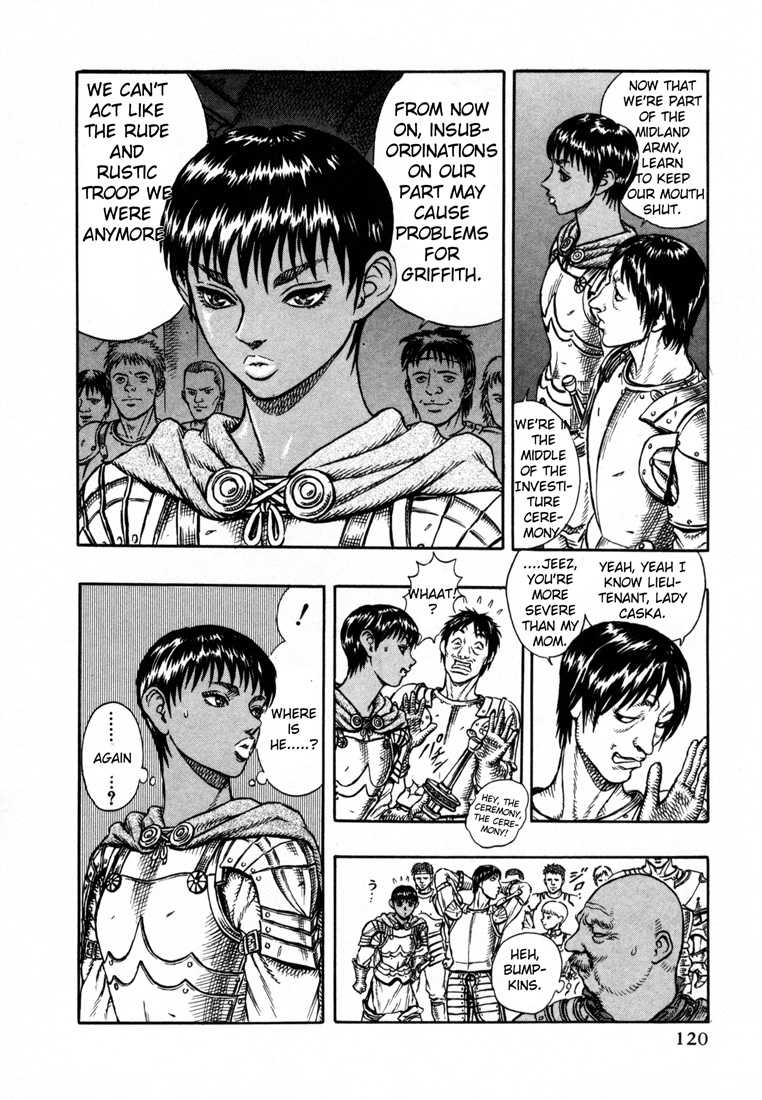 NOW THAT
WE'RE PART
OF THE
MIDLAND
ARMY,
LEARN
TO KEEP
OUR MOUTH
SHUT.
WE'RE IN
THE
MIDDLE
OF THE
INVESTI-
TURE
CERE-
MONY.
FROM NOW
ON, INSUB-
ORDINATIONS
ON OUR
PART MAY
CAUSE
PROBLEMS
FOR
GRIFFITH.
WE CAN'T
ACT LIKE
THE RUDE
AND
RUSTIC
TROOP WE
WERE
ANYMORE
YEAH, YEAH I
KNOW LIEU-
TENANT, LADY
CASKA.
....JEEZ,
YOU'RE
MORE
SEVERE
THAN MY
MOM.
WHAAT!
?
HEY, THE
CEREMONY,
THE CERE-
MONY!
!
WHERE
IS
HE.....?
........
AGAIN
...?
う…
HEH,
BUMP-
KINS.
120